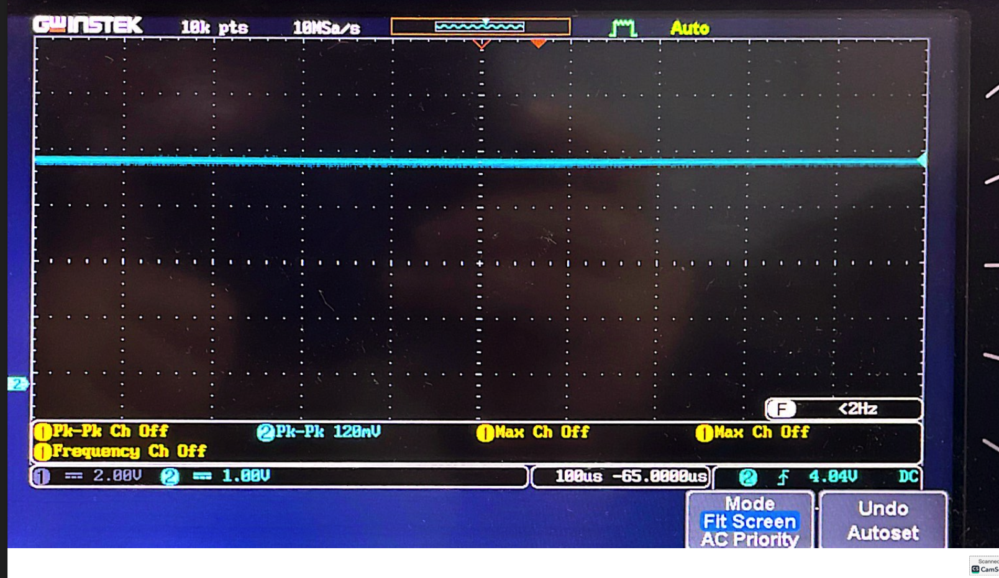 GWINSTEK 10k pts 10MSa/s Auto
2
F <2Hz
1 Pk-Pk Ch Off 2 Pk-Pk 120mV 1 Max Ch Off 1 Max Ch Off
1 Frequency Ch Off
1 2.00V 2 1.00V 100us -65.0000us 2 4.04V DC
Mode
Fit Screen
AC Priority
Undo
Autoset
Scanned
CS CamS